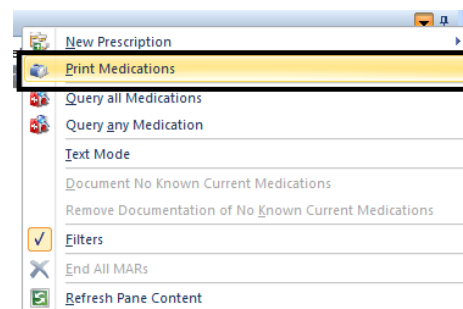 New Prescription
Print Medications
Query all Medications
Query any Medication
Text Mode
Document No Known Current Medications
Remove Documentation of No Known Current Medications
Filters
End All MARs
Refresh Pane Content